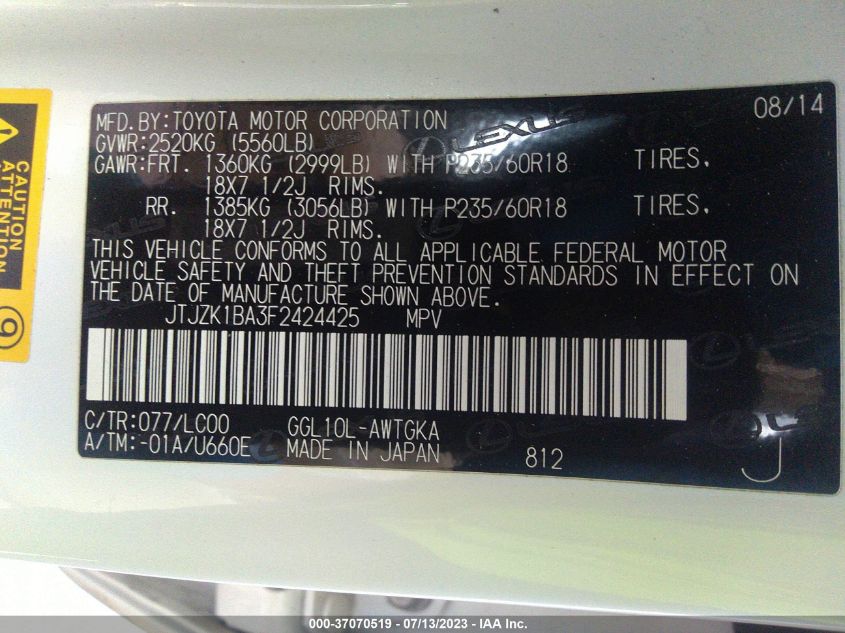 MFD.BY:TOYOTA MOTOR CORPORATION 08/14
GVWR:2520KG (5560LB)
GAWR:FRT. 1360KG (2999LB) WITH P235/60R18 TIRES,
18X7 1/2J RIMS.
RR. 1385KG (3056LB) WITH P235/60R18 TIRES,
18X7 1/2J RIMS.
THIS VEHICLE CONFORMS TO ALL APPLICABLE FEDERAL MOTOR
VEHICLE SAFETY AND THEFT PREVENTION STANDARDS IN EFFECT ON
THE DATE OF MANUFACTURE SHOWN ABOVE.
JTJZK1BA3F2424425 MPV
C/TR:077/LC00 GGL10L-AWTGKA
A/TM:-01A/U660E MADE IN JAPAN 812 J
LEXUS
CAUTION
ATTENTION
9
000-37070519 - 07/13/2023 - IAA Inc.